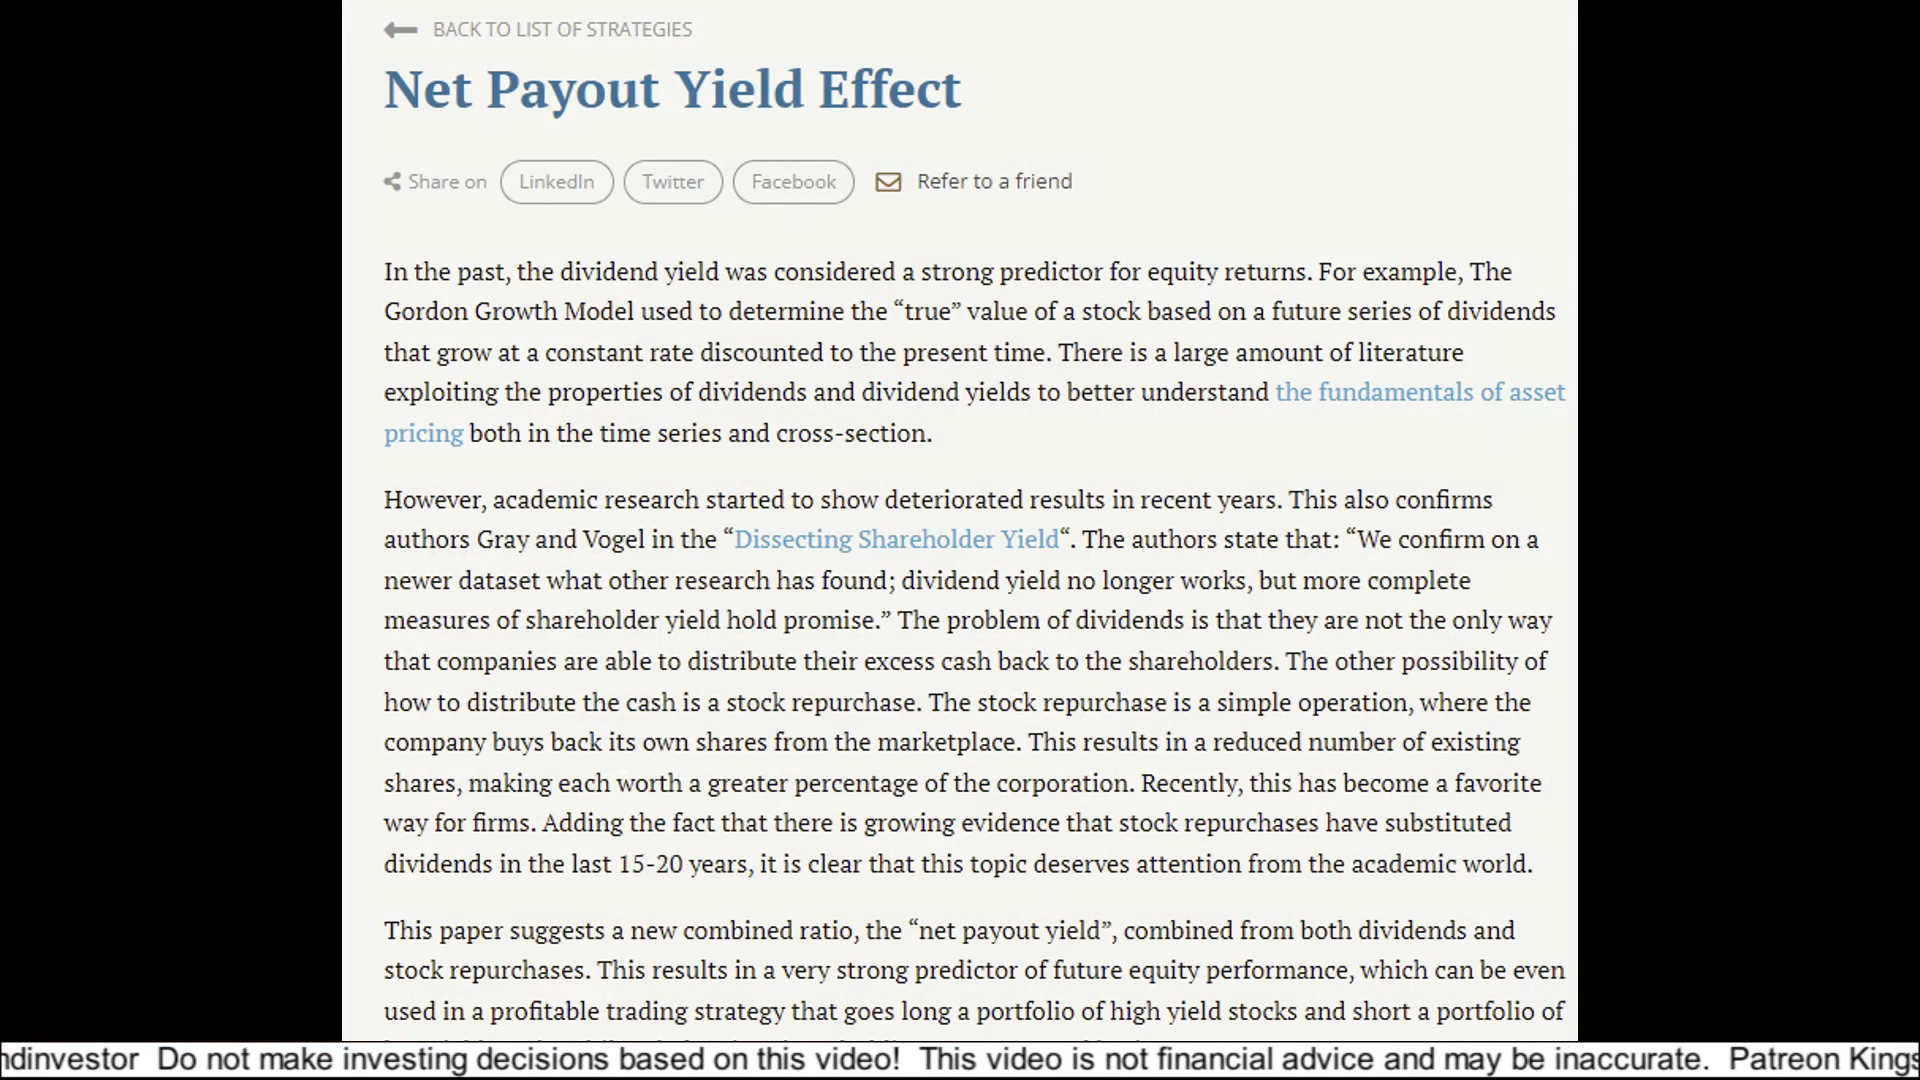 BACK TO LIST OF STRATEGIES
Net Payout Yield Effect
Share on LinkedIn Twitter Facebook Refer to a friend
In the past, the dividend yield was considered a strong predictor for equity returns. For example, The
Gordon Growth Model used to determine the “true” value of a stock based on a future series of dividends
that grow at a constant rate discounted to the present time. There is a large amount of literature
exploiting the properties of dividends and dividend yields to better understand the fundamentals of asset
pricing both in the time series and cross-section.
However, academic research started to show deteriorated results in recent years. This also confirms
authors Gray and Vogel in the “Dissecting Shareholder Yield“. The authors state that: “We confirm on a
newer dataset what other research has found; dividend yield no longer works, but more complete
measures of shareholder yield hold promise.” The problem of dividends is that they are not the only way
that companies are able to distribute their excess cash back to the shareholders. The other possibility of
how to distribute the cash is a stock repurchase. The stock repurchase is a simple operation, where the
company buys back its own shares from the marketplace. This results in a reduced number of existing
shares, making each worth a greater percentage of the corporation. Recently, this has become a favorite
way for firms. Adding the fact that there is growing evidence that stock repurchases have substituted
dividends in the last 15-20 years, it is clear that this topic deserves attention from the academic world.
This paper suggests a new combined ratio, the “net payout yield”, combined from both dividends and
stock repurchases. This results in a very strong predictor of future equity performance, which can be even
used in a profitable trading strategy that goes long a portfolio of high yield stocks and short a portfolio of
ndinvestor Do not make investing decisions based on this video! This video is not financial advice and may be inaccurate. Patreon Kings